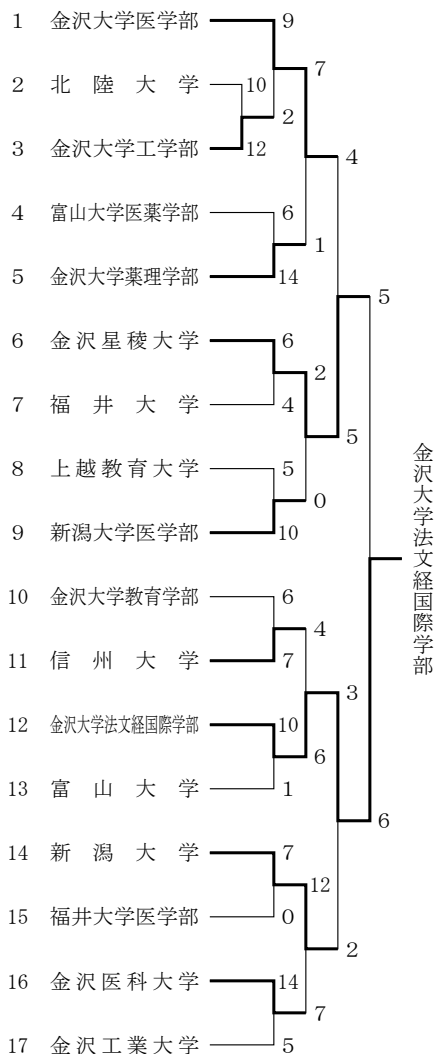 1 金沢大学医学部 9
7
2 北陸大学 10
2
3 金沢大学工学部 12
4
4 富山大学医薬学部 6
1
5 金沢大学薬理学部 14
5
6 金沢星稜大学 6
2
7 福井大学 4
5
8 上越教育大学 5
0
9 新潟大学医学部 10
金沢大学法文経国際学部
10 金沢大学教育学部 6
4
11 信州大学 7
3
12 金沢大学法文経国際学部 10
6
13 富山大学 1
6
14 新潟大学 7
12
15 福井大学医学部 0
2
16 金沢医科大学 14
7
17 金沢工業大学 5